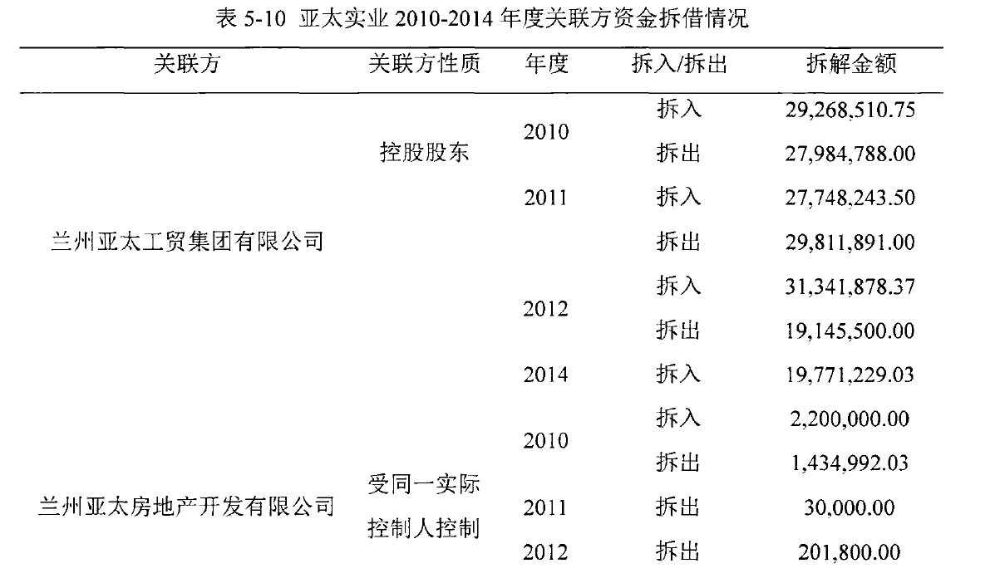 表 5-10 亚太实业 2010-2014 年度关联方资金拆借情况
关联方 关联方性质 年度 拆入/拆出 拆解金额
拆入 29,268,510.75
2010
控股股东 拆出 27,984,788.00
2011 拆入 27,748,243.50
兰州亚太工贸集团有限公司 拆出 29,811,891.00
拆入 31,341,878.37
2012
拆出 19,145,500.00
2014 拆入 19,771,229.03
拆入 2,200,000.00
2010
拆出 1,434,992.03
受同一实际
兰州亚太房地产开发有限公司 2011 拆出 30,000.00
控制人控制
2012 拆出 201,800.00